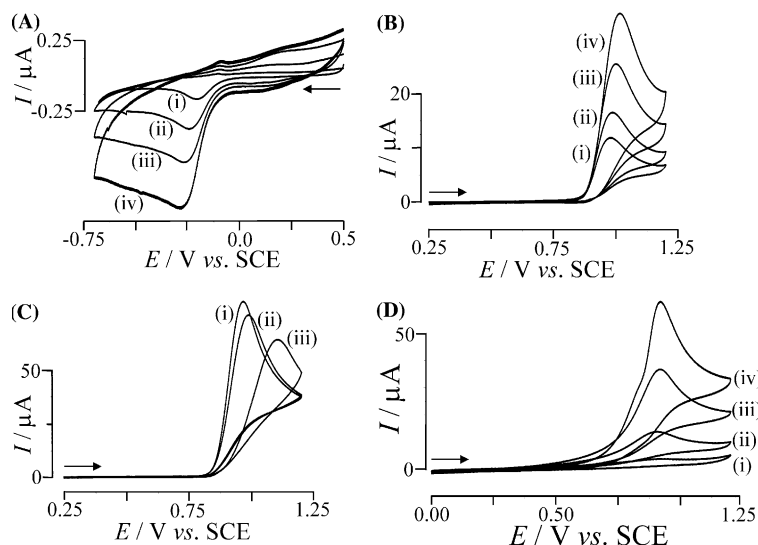 (A)
0.25
I / µA
-0.25
(i)
(ii)
(iii)
(iv)
-0.75 0.0 0.5
E / V vs. SCE
(B)
20
I / µA
0
(iv)
(iii)
(ii)
(i)
0.25 0.75 1.25
E / V vs. SCE
(C)
50
I / µA
0
(i) (ii)
(iii)
0.25 0.75 1.25
E / V vs. SCE
(D)
50
I / µA
0
(iv)
(iii)
(ii)
(i)
0.00 0.50 1.25
E / V vs. SCE